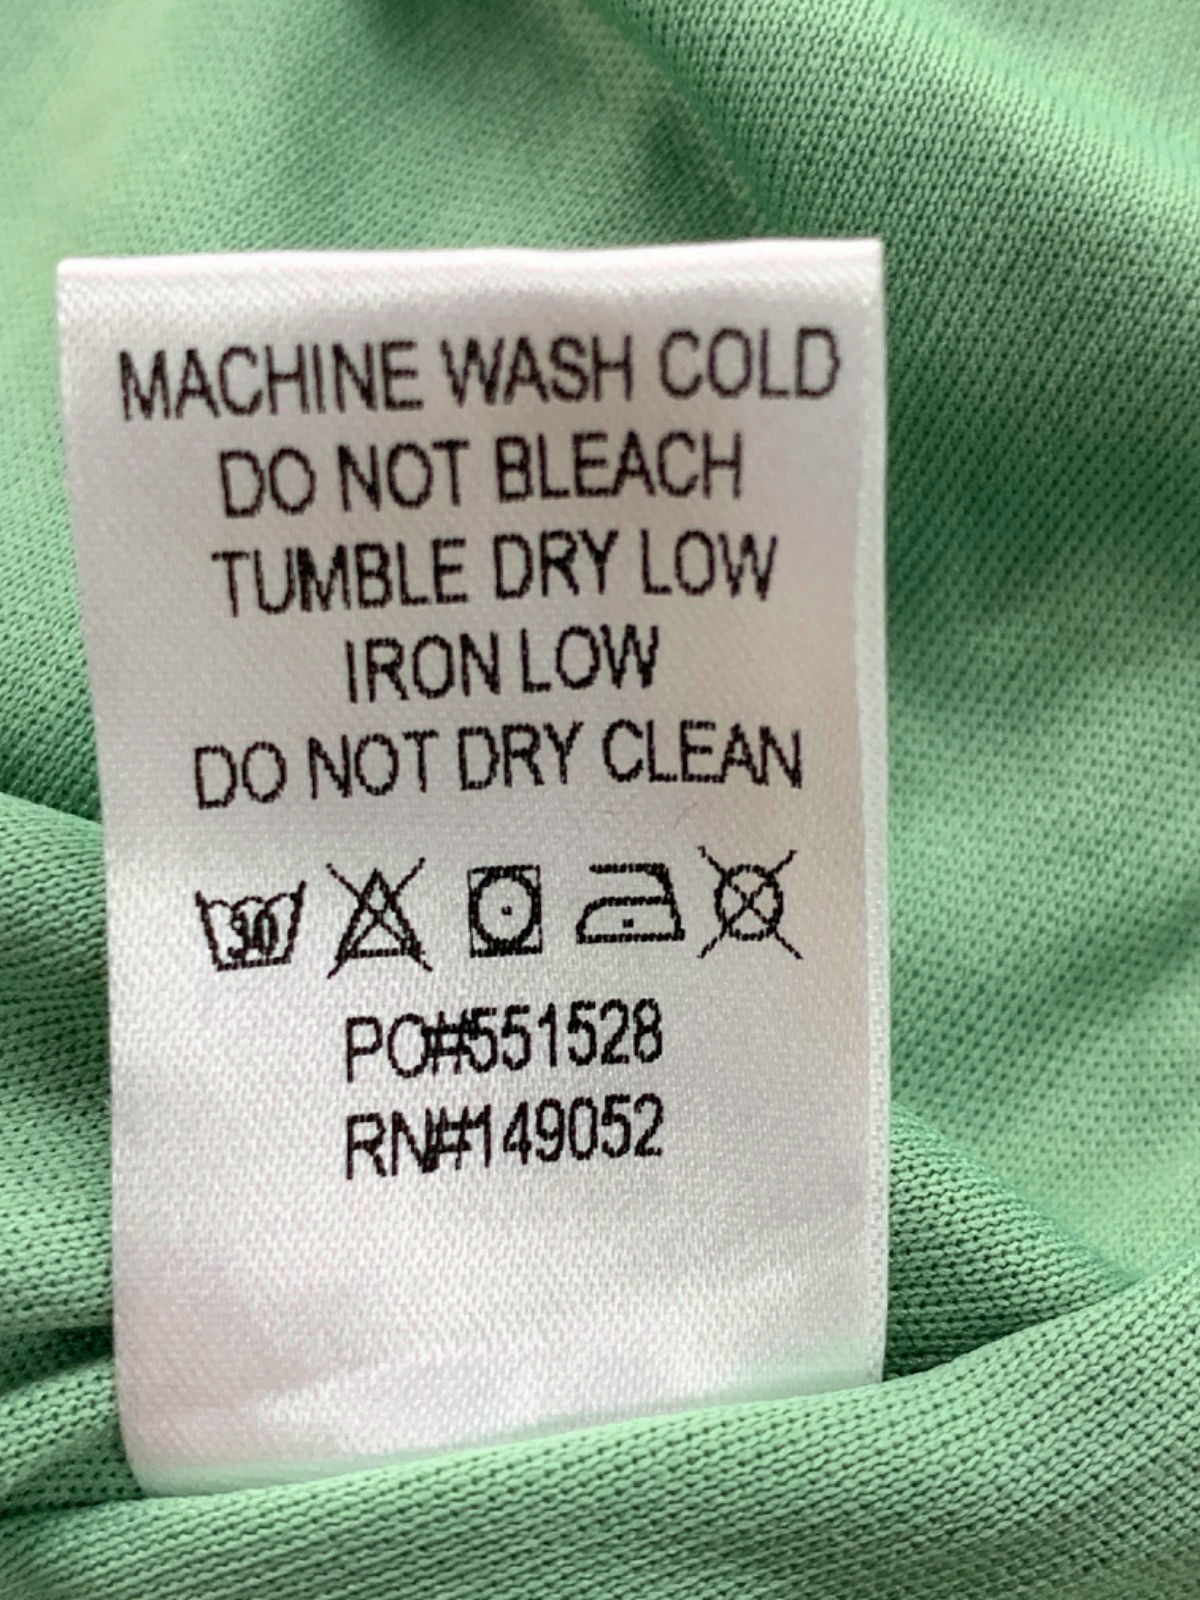 MACHINE WASH COLD
DO NOT BLEACH
TUMBLE DRY LOW
IRON LOW
DO NOT DRY CLEAN
30
PO#551528
RN#149052